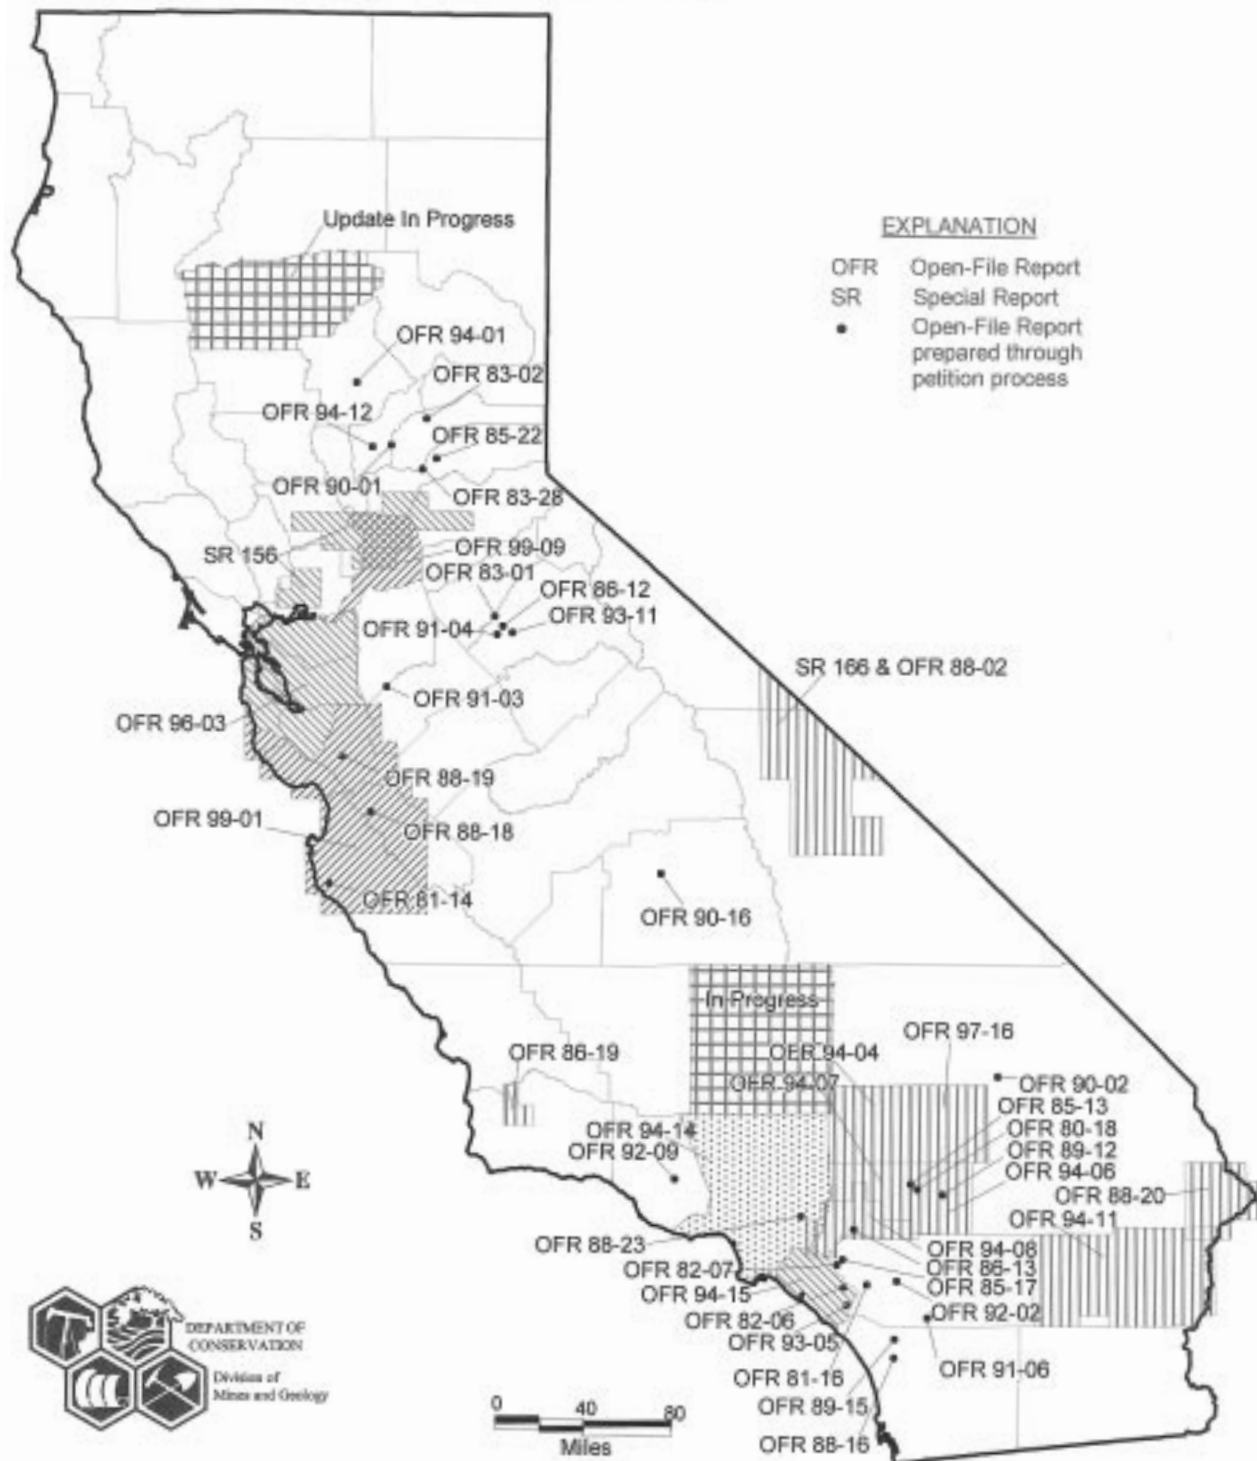 Update In Progress
EXPLANATION
OFR Open-File Report
SR Special Report
Open-File Report
prepared through
petition process
OFR 94-01
OFR 83-02
OFR 94-12
OFR 85-22
OFR 90-01
OFR 83-28
SR 156
OFR 99-09
OFR 83-01
OFR 86-12
OFR 91-04
OFR 93-11
SR 166 & OFR 88-02
OFR 91-03
OFR 96-03
OFR 88-19
OFR 99-01
OFR 88-18
OFR 81-14
OFR 90-16
In Progress
OFR 97-16
OFR 86-19
OFR 94-04
OFR 94-07
OFR 90-02
OFR 85-13
OFR 80-18
OFR 94-14
OFR 92-09
OFR 89-12
OFR 94-06
OFR 88-20
OFR 94-11
N
W E
S
OFR 88-23
OFR 94-08
OFR 82-07
OFR 86-13
OFR 85-17
OFR 94-15
OFR 92-02
OFR 82-06
OFR 93-05
OFR 81-16
OFR 91-06
OFR 89-15
OFR 88-16
DEPARTMENT OF
CONSERVATION
Division of
Mines and Geology
0 40 80
Miles